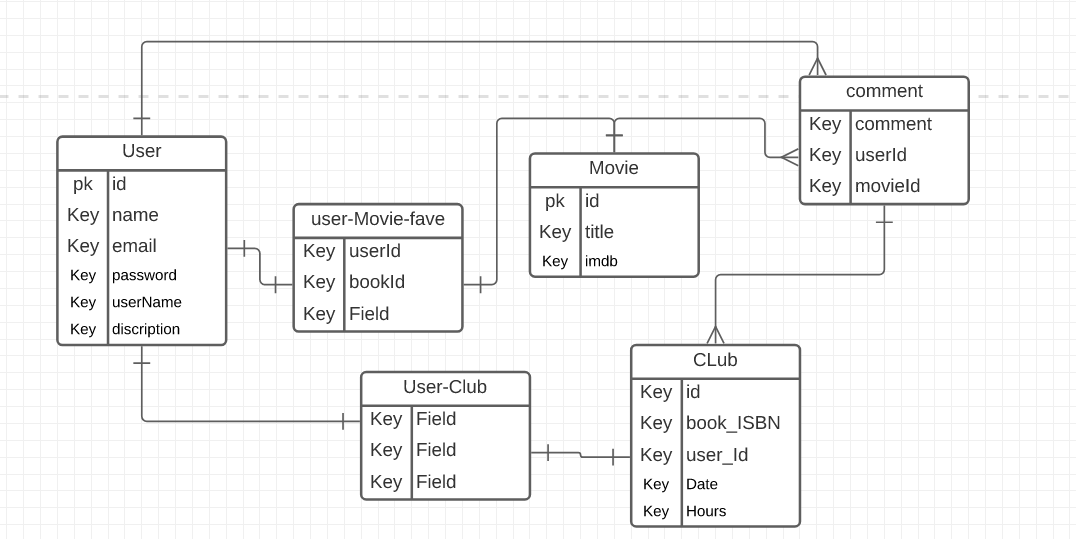 comment
Key comment
Key userId
Key movieId
User
pk id
Key name
Key email
Key password
Key userName
Key discription
Movie
pk id
Key title
Key imdb
user-Movie-fave
Key userId
Key bookId
Key Field
CLub
Key id
Key book_ISBN
Key user_Id
Key Date
Key Hours
User-Club
Key Field
Key Field
Key Field